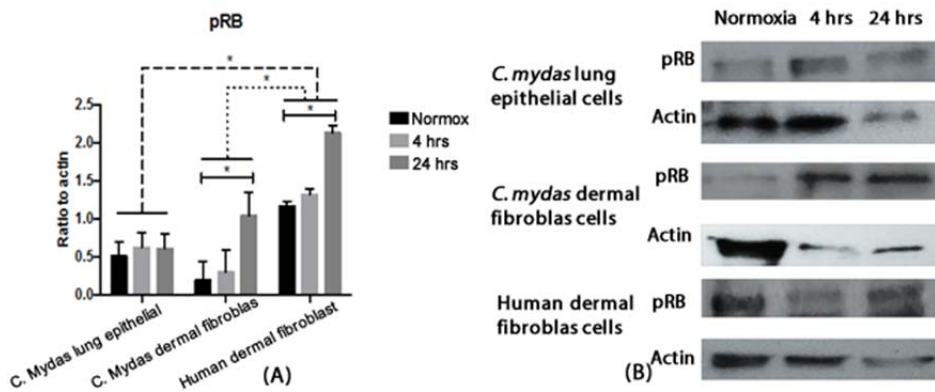 pRB
*
*
*
*
Ratio to actin
2.5
2.0
1.5
1.0
0.5
0.0
Normox
4 hrs
24 hrs
C. Mydas lung epithelial
C. Mydas dermal fibroblas
Human dermal fibroblast
(A)
Normoxia 4 hrs 24 hrs
C. mydas lung
epithelial cells
pRB
Actin
C. mydas dermal
fibroblas cells
pRB
Actin
Human dermal
fibroblas cells
pRB
Actin
(B)